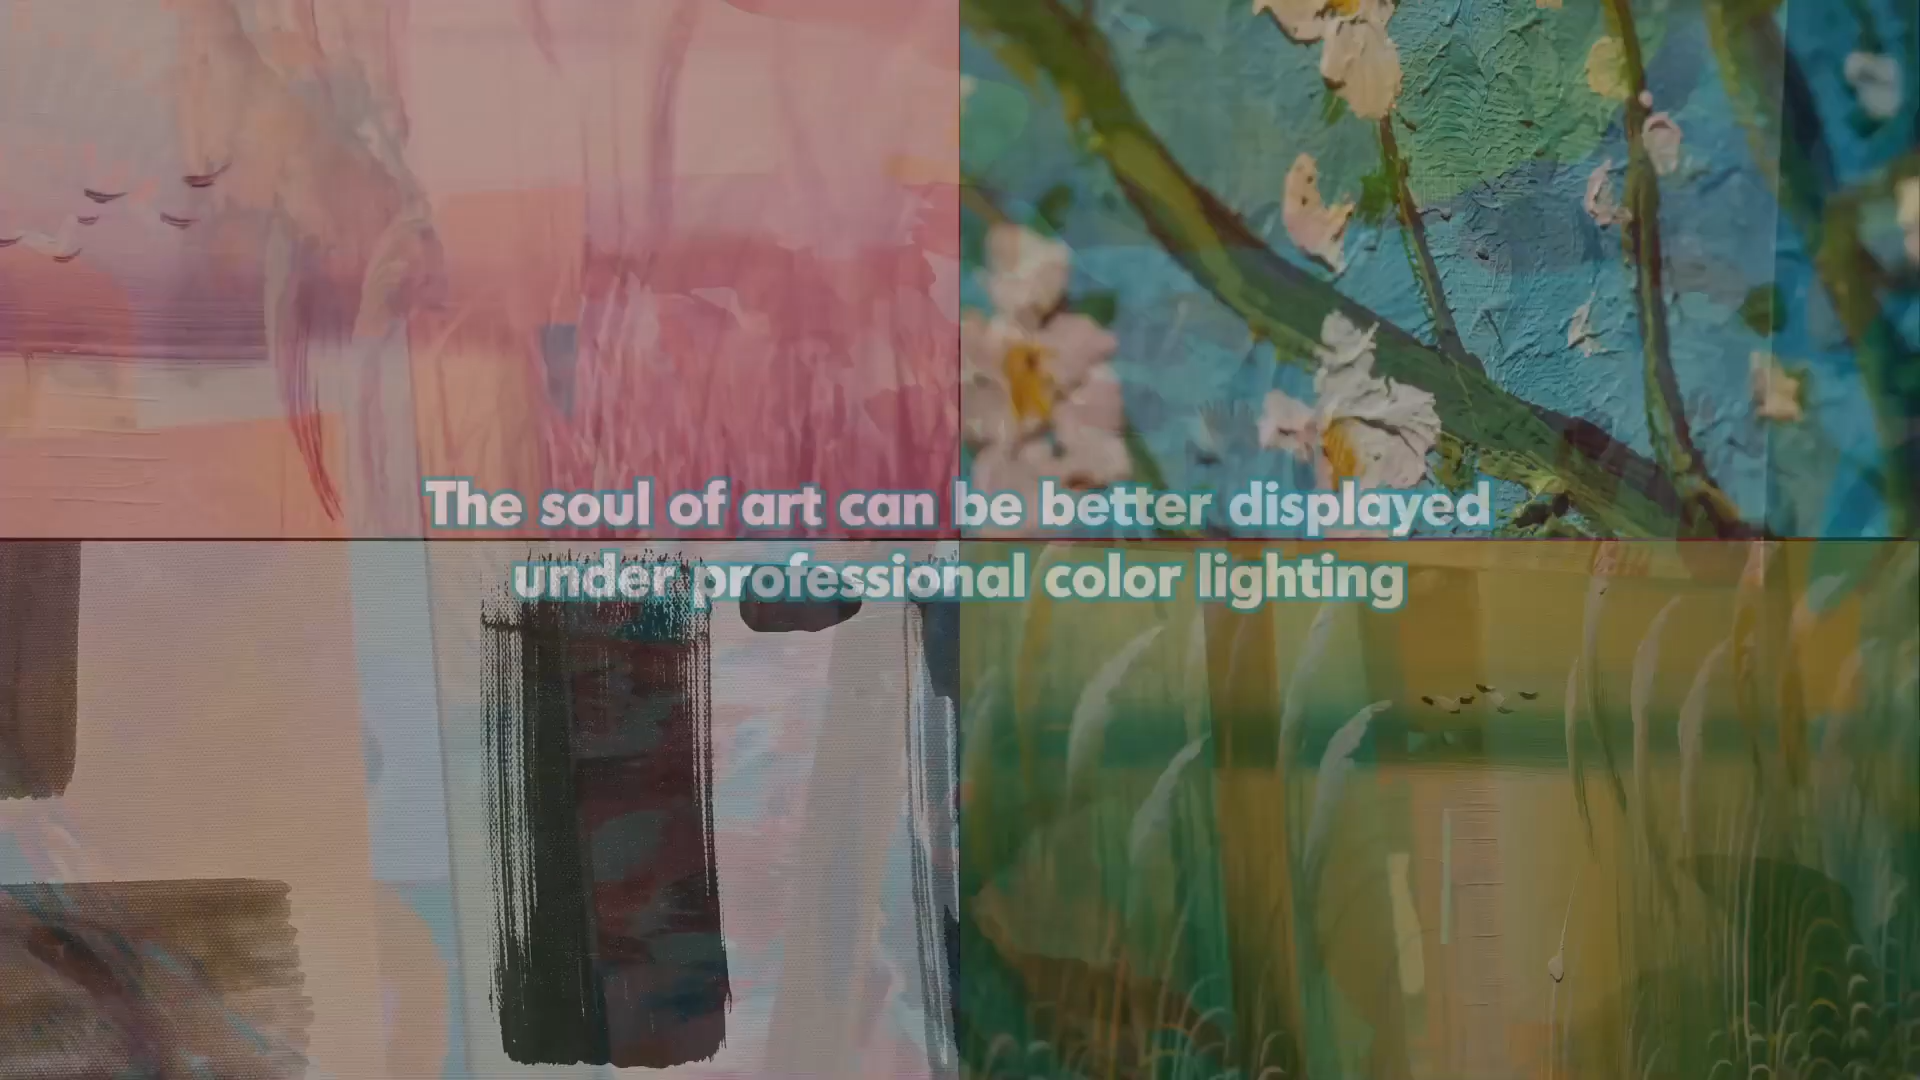 The soul of art can be better displayed
under professional color lighting